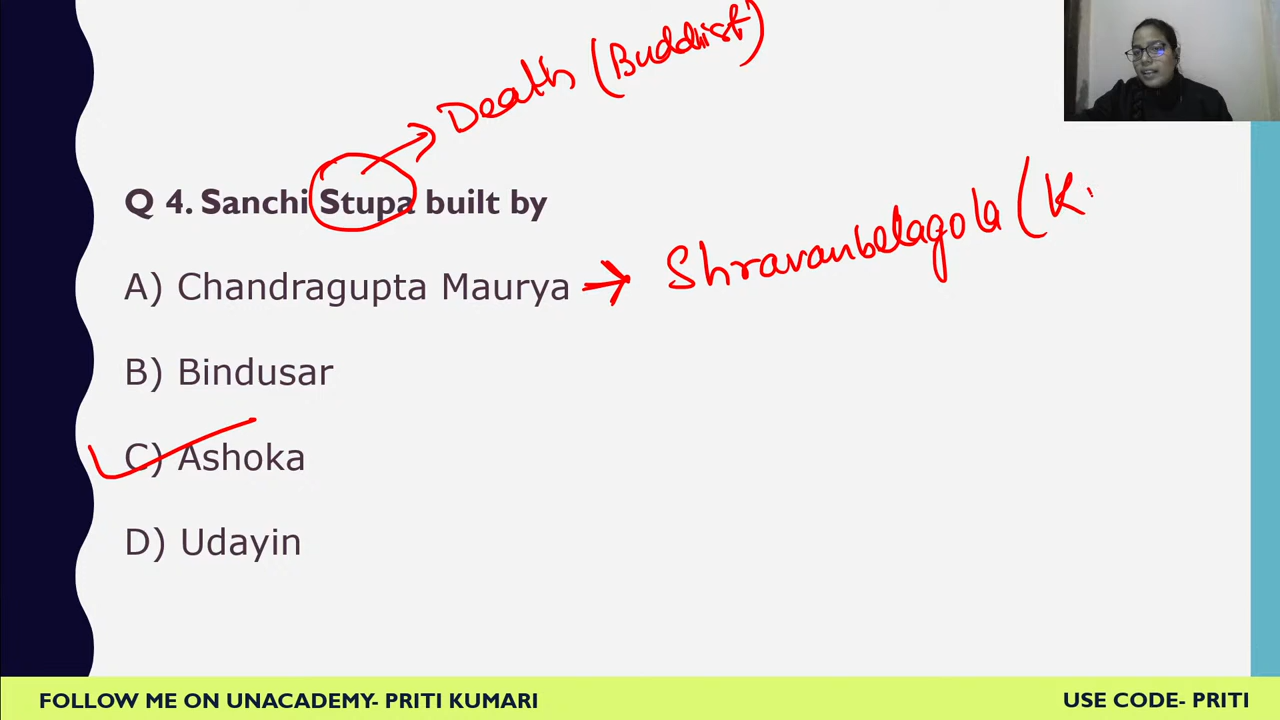 Death (Buddhist)
Q 4. Sanchi Stupa built by
A) Chandragupta Maurya → Shravanbelagola (K
B) Bindusar
C) Ashoka
D) Udayin
FOLLOW ME ON UNACADEMY- PRITI KUMARI
USE CODE- PRITI